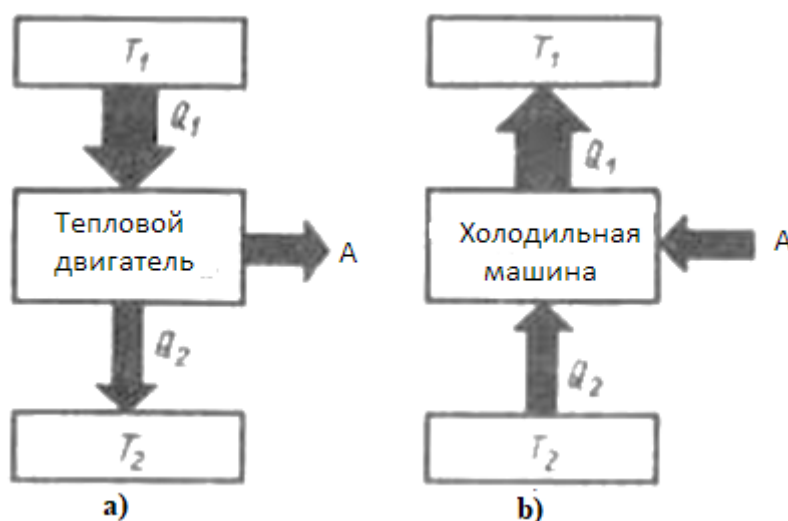 T₁
T₁
Q₁
Q₁
Тепловой
двигатель
A
Холодильная
машина
A
Q₂
Q₂
T₂
T₂
a)
b)